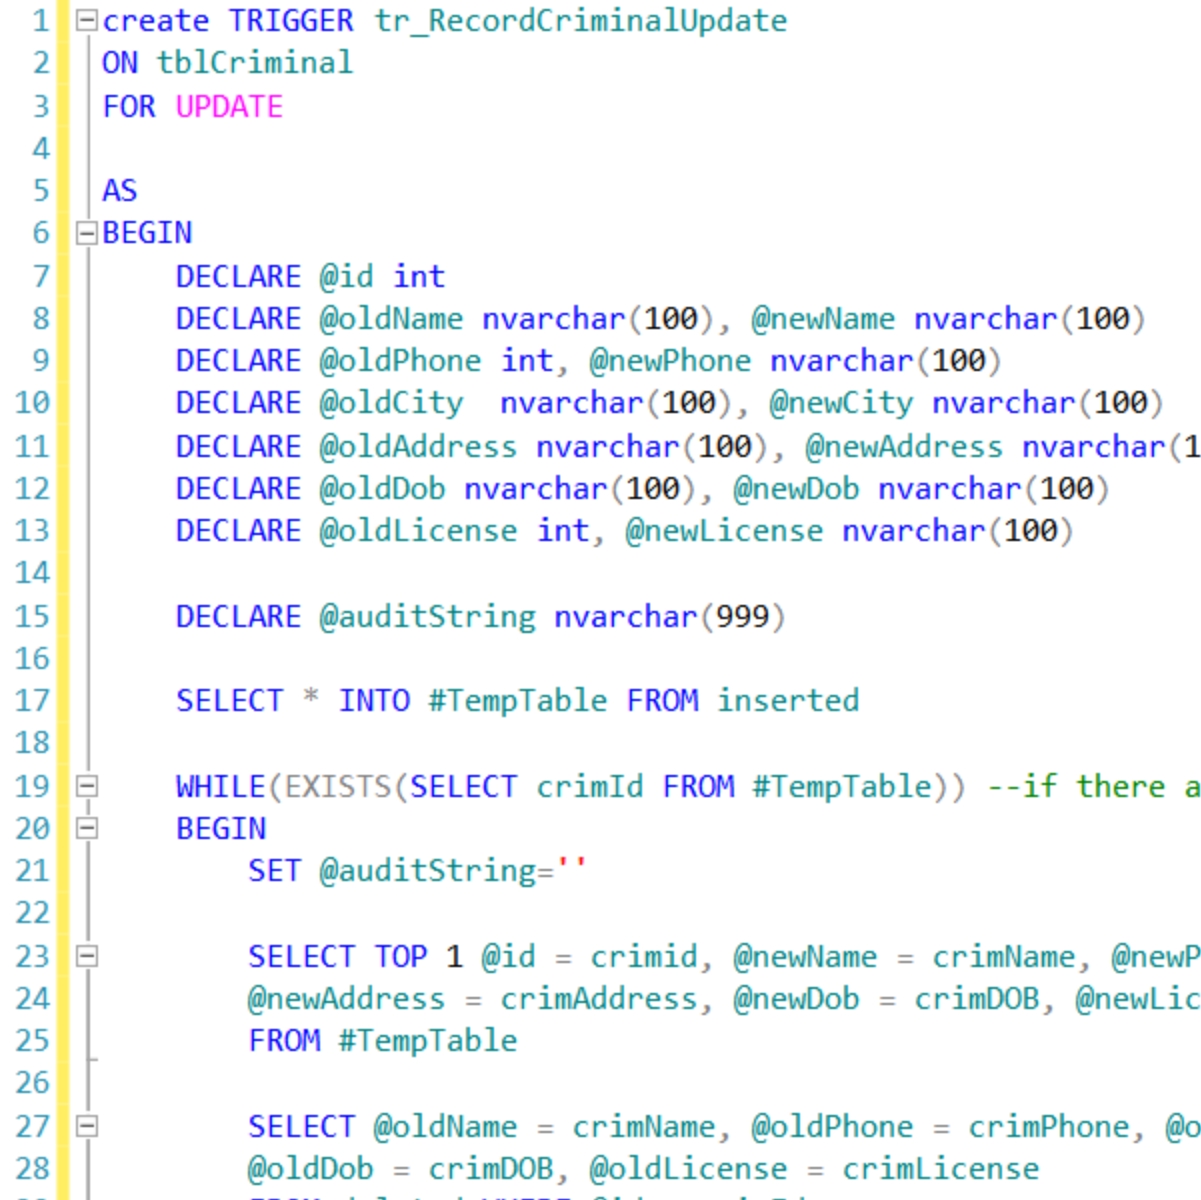 1 create TRIGGER tr_RecordCriminalUpdate
2 ON tblCriminal
3 FOR UPDATE
4
5 AS
6 BEGIN
7 DECLARE @id int
8 DECLARE @oldName nvarchar(100), @newName nvarchar(100)
9 DECLARE @oldPhone int, @newPhone nvarchar(100)
10 DECLARE @oldCity  nvarchar(100), @newCity nvarchar(100)
11 DECLARE @oldAddress nvarchar(100), @newAddress nvarchar(1
12 DECLARE @oldDob nvarchar(100), @newDob nvarchar(100)
13 DECLARE @oldLicense int, @newLicense nvarchar(100)
14
15 DECLARE @auditString nvarchar(999)
16
17 SELECT * INTO #TempTable FROM inserted
18
19 WHILE(EXISTS(SELECT crimId FROM #TempTable)) --if there a
20 BEGIN
21 SET @auditString=''
22
23 SELECT TOP 1 @id = crimid, @newName = crimName, @newP
24 @newAddress = crimAddress, @newDob = crimDOB, @newLic
25 FROM #TempTable
26
27 SELECT @oldName = crimName, @oldPhone = crimPhone, @o
28 @oldDob = crimDOB, @oldLicense = crimLicense